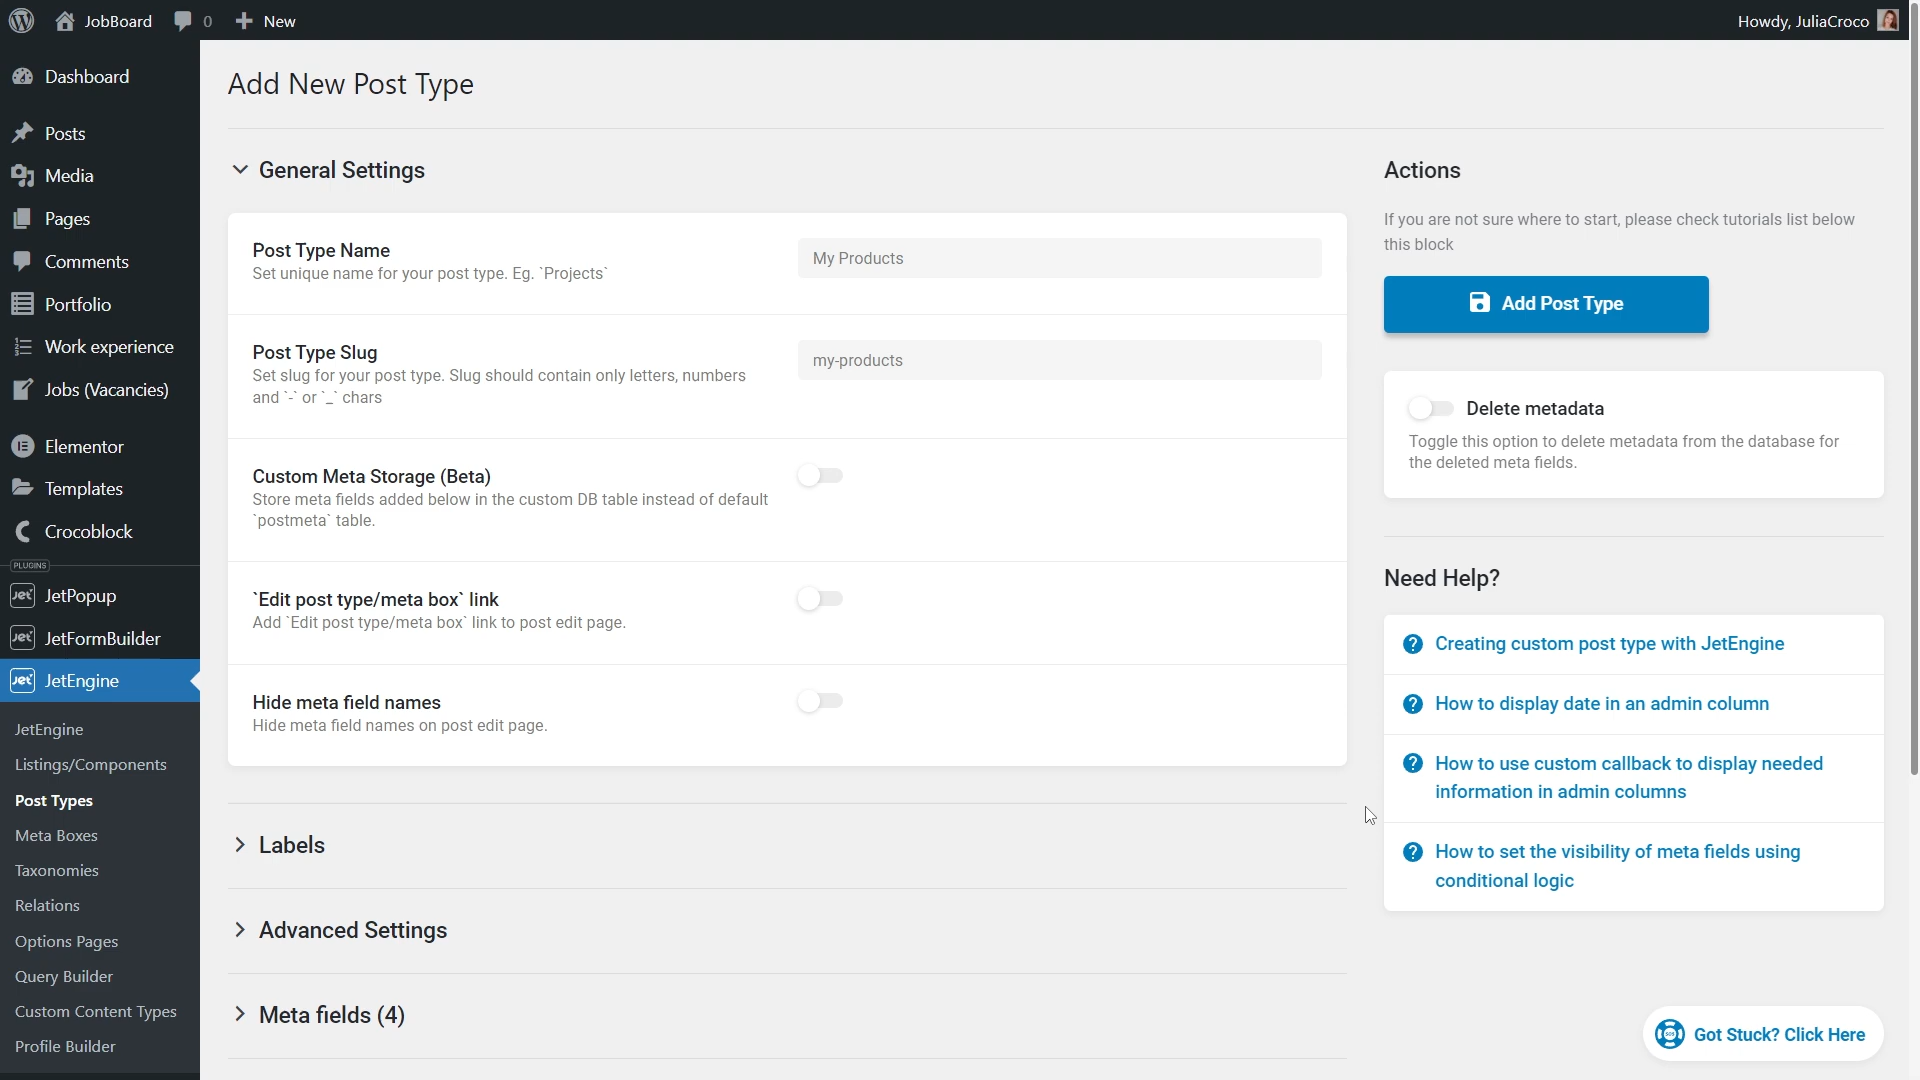 JobBoard
0
New
Howdy, JuliaCroco
Dashboard
Posts
Media
Pages
Comments
Portfolio
Work experience
Jobs (Vacancies)
Elementor
Templates
Crocoblock
PLUGINS
Jet JetPopup
Jet JetFormBuilder
Jet JetEngine
JetEngine
Listings/Components
Post Types
Meta Boxes
Taxonomies
Relations
Options Pages
Query Builder
Custom Content Types
Profile Builder
Add New Post Type
General Settings
Post Type Name
Set unique name for your post type. Eg. `Projects`
My Products
Post Type Slug
Set slug for your post type. Slug should contain only letters, numbers
and `-` or `_` chars
my-products
Custom Meta Storage (Beta)
Store meta fields added below in the custom DB table instead of default
`postmeta` table.
`Edit post type/meta box` link
Add `Edit post type/meta box` link to post edit page.
Hide meta field names
Hide meta field names on post edit page.
Labels
Advanced Settings
Meta fields (4)
Actions
If you are not sure where to start, please check tutorials list below
this block
Add Post Type
Delete metadata
Toggle this option to delete metadata from the database for
the deleted meta fields.
Need Help?
? Creating custom post type with JetEngine
? How to display date in an admin column
? How to use custom callback to display needed
information in admin columns
? How to set the visibility of meta fields using
conditional logic
SOS Got Stuck? Click Here